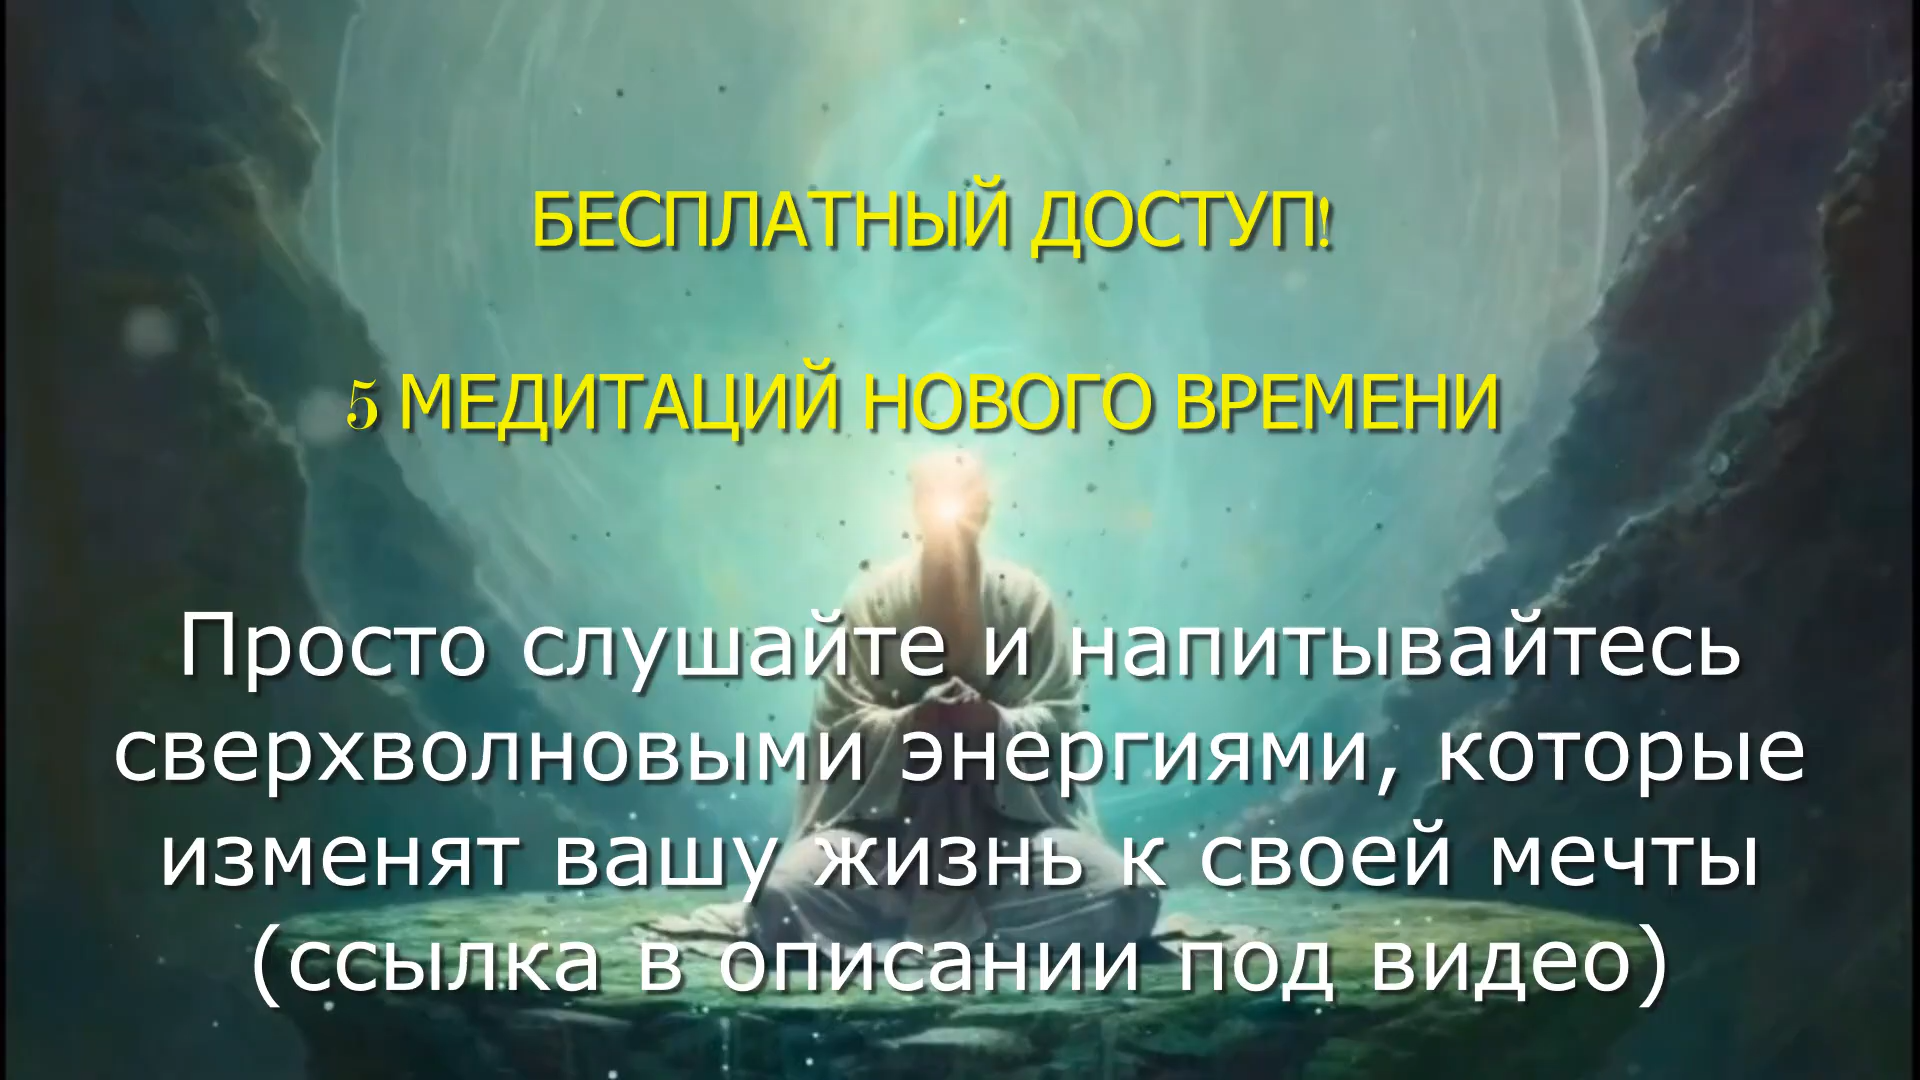 БЕСПЛАТНЫЙ ДОСТУП!
5 МЕДИТАЦИЙ НОВОГО ВРЕМЕНИ
Просто слушайте и напитывайтесь
сверхволновыми энергиями, которые
изменят вашу жизнь к своей мечты
(ссылка в описании под видео)